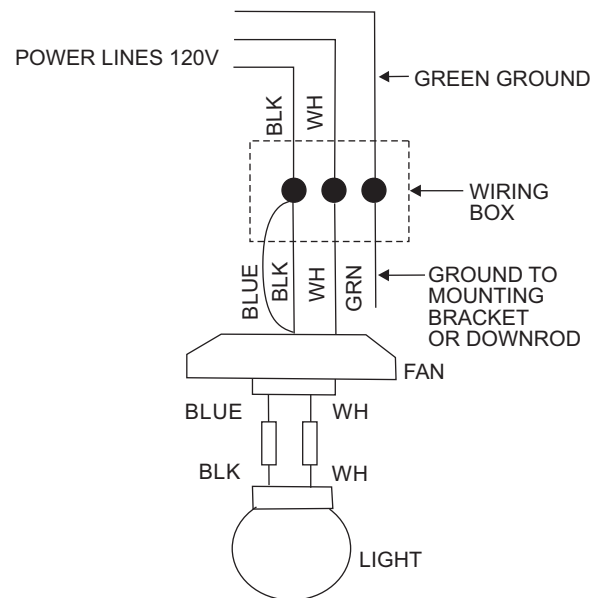 POWER LINES 120V
GREEN GROUND
BLK
WH
WIRING
BOX
BLUE
BLK
WH
GRN
GROUND TO
MOUNTING
BRACKET
OR DOWNROD
FAN
BLUE
WH
BLK
WH
LIGHT